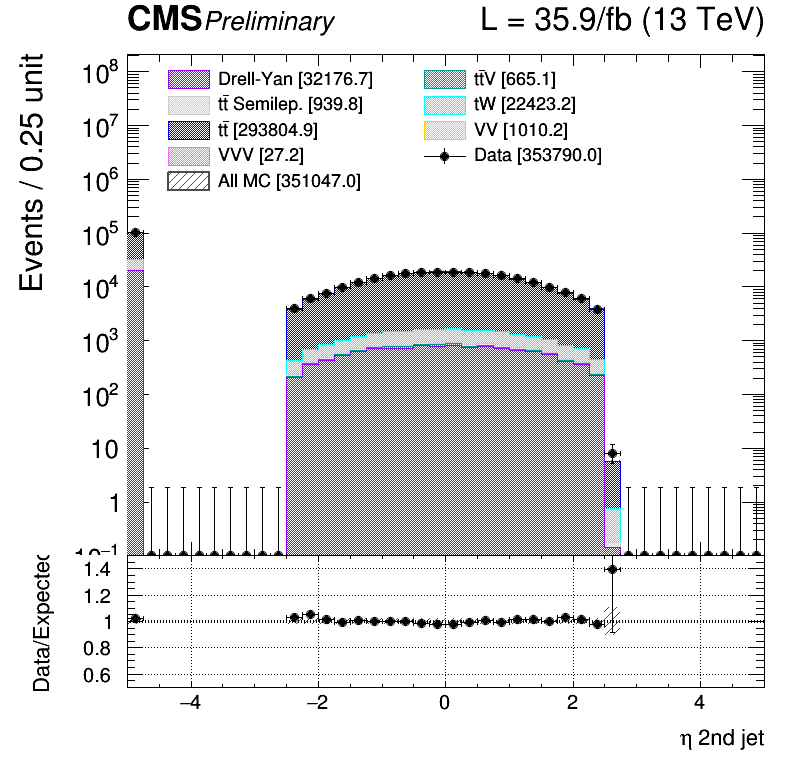 CMS Preliminary L = 35.9/fb (13 TeV)
Events / 0.25 unit
10⁸
10⁷
10⁶
10⁵
10⁴
10³
10²
10
1
10⁻¹
Drell-Yan [32176.7]
tt̄ Semilep. [939.8]
tt̄ [293804.9]
VVV [27.2]
All MC [351047.0]
tt̄V [665.1]
tW [22423.2]
VV [1010.2]
Data [353790.0]
Data/Expected
1.4
1.2
1
0.8
0.6
−4 −2 0 2 4
η 2nd jet